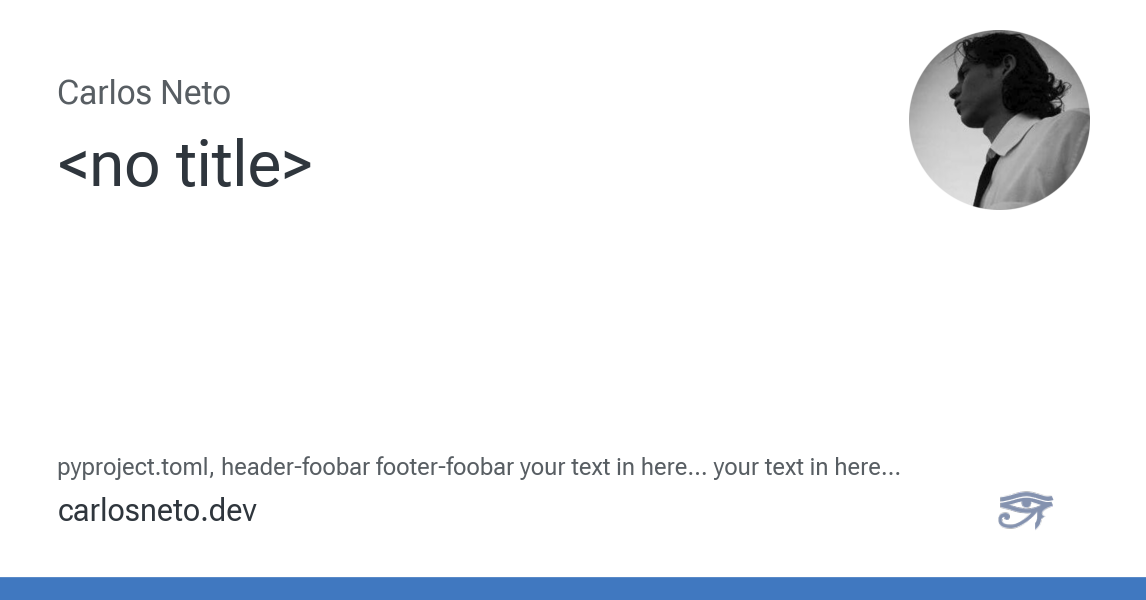 Carlos Neto
<no title>
pyproject.toml, header-foobar footer-foobar your text in here... your text in here...
carlosneto.dev